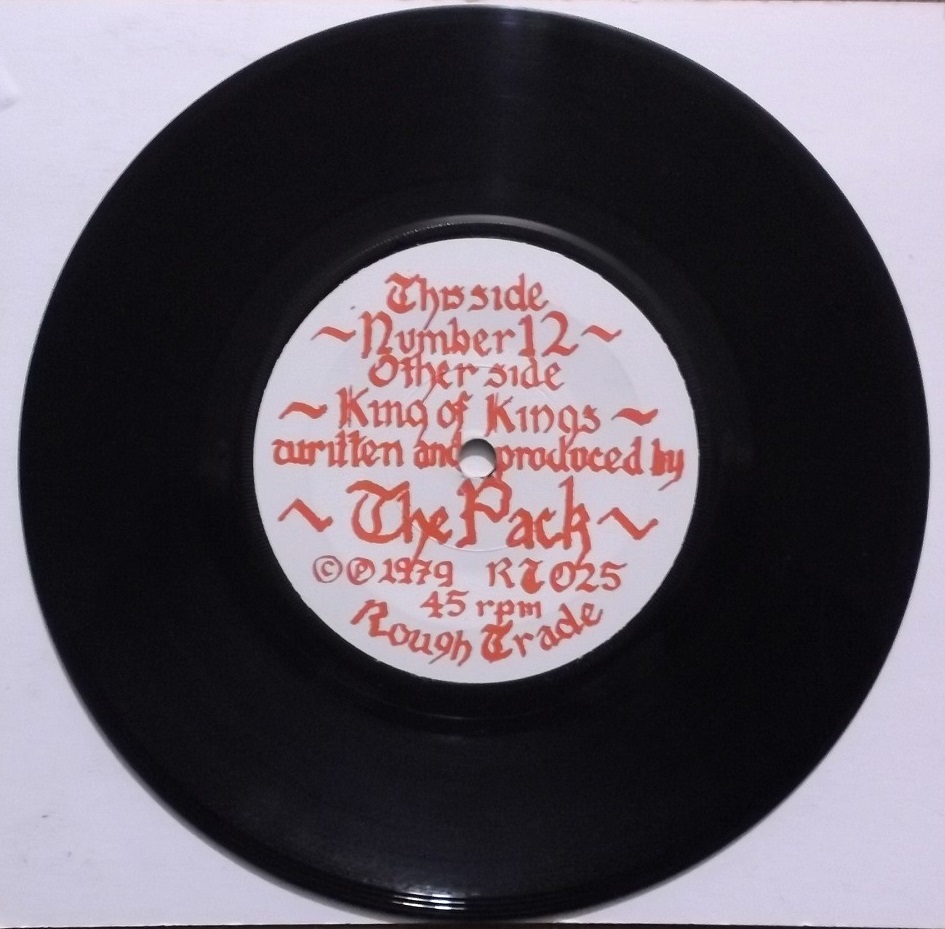 This side
~ Number 12 ~
Other side
~ King of Kings ~
written and produced by
~ The Pack ~
© ℗ 1979 RT 025
45 rpm
Rough Trade